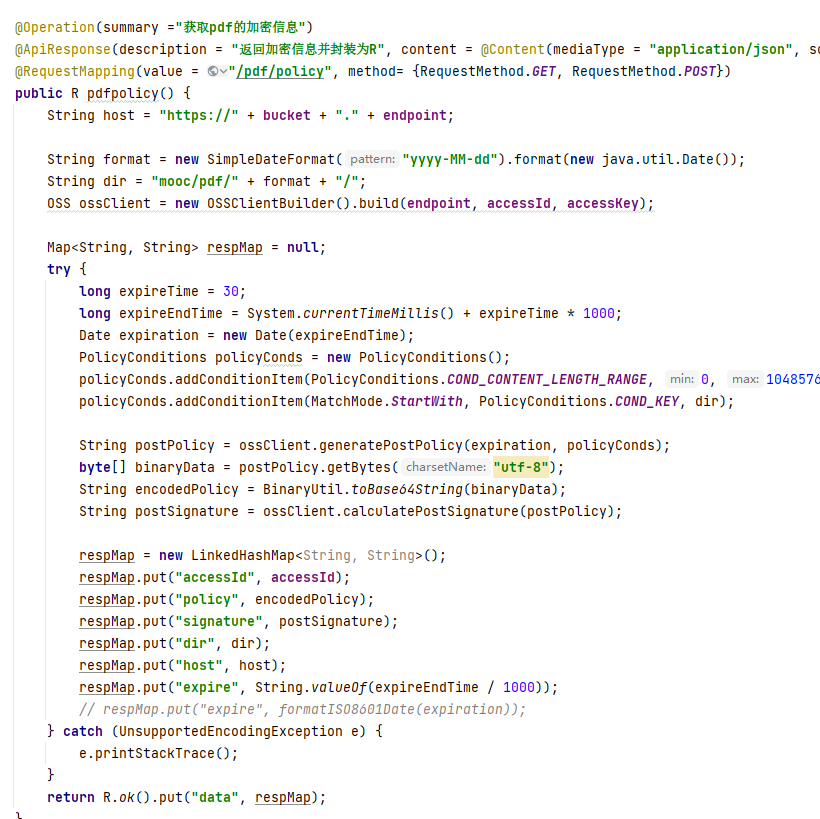 @Operation(summary ="获取pdf的加密信息")
@ApiResponse(description = "返回加密信息并封装为R", content = @Content(mediaType = "application/json", sc
@RequestMapping(value = "/pdf/policy", method= {RequestMethod.GET, RequestMethod.POST})
public R pdfpolicy() {
    String host = "https://" + bucket + "." + endpoint;

    String format = new SimpleDateFormat( pattern: "yyyy-MM-dd").format(new java.util.Date());
    String dir = "mooc/pdf/" + format + "/";
    OSS ossClient = new OSSClientBuilder().build(endpoint, accessId, accessKey);

    Map<String, String> respMap = null;
    try {
        long expireTime = 30;
        long expireEndTime = System.currentTimeMillis() + expireTime * 1000;
        Date expiration = new Date(expireEndTime);
        PolicyConditions policyConds = new PolicyConditions();
        policyConds.addConditionItem(PolicyConditions.COND_CONTENT_LENGTH_RANGE, min: 0, max: 1048576
        policyConds.addConditionItem(MatchMode.StartWith, PolicyConditions.COND_KEY, dir);

        String postPolicy = ossClient.generatePostPolicy(expiration, policyConds);
        byte[] binaryData = postPolicy.getBytes( charsetName: "utf-8");
        String encodedPolicy = BinaryUtil.toBase64String(binaryData);
        String postSignature = ossClient.calculatePostSignature(postPolicy);

        respMap = new LinkedHashMap<String, String>();
        respMap.put("accessId", accessId);
        respMap.put("policy", encodedPolicy);
        respMap.put("signature", postSignature);
        respMap.put("dir", dir);
        respMap.put("host", host);
        respMap.put("expire", String.valueOf(expireEndTime / 1000));
        // respMap.put("expire", formatISO8601Date(expiration));
    } catch (UnsupportedEncodingException e) {
        e.printStackTrace();
    }
    return R.ok().put("data", respMap);
}